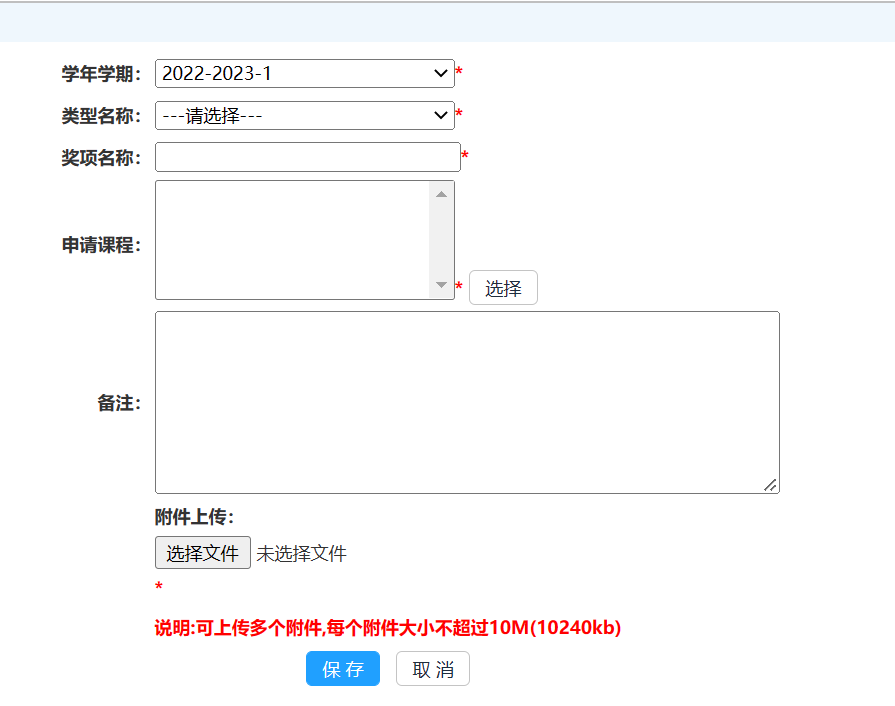 学年学期： 2022-2023-1 *
类型名称： ---请选择--- *
奖项名称： *
申请课程： * 选择
备注：
附件上传：
选择文件 未选择文件
*
说明:可上传多个附件,每个附件大小不超过10M(10240kb)
保 存 取 消